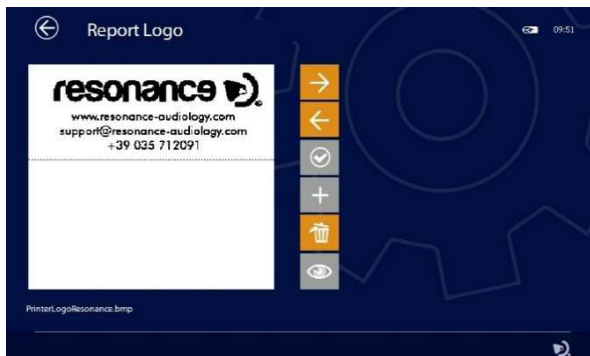 Report Logo
09:51
resonance
www.resonance-audiology.com
support@resonance-audiology.com
+39 035 712091
PrinterLogoResonance.bmp